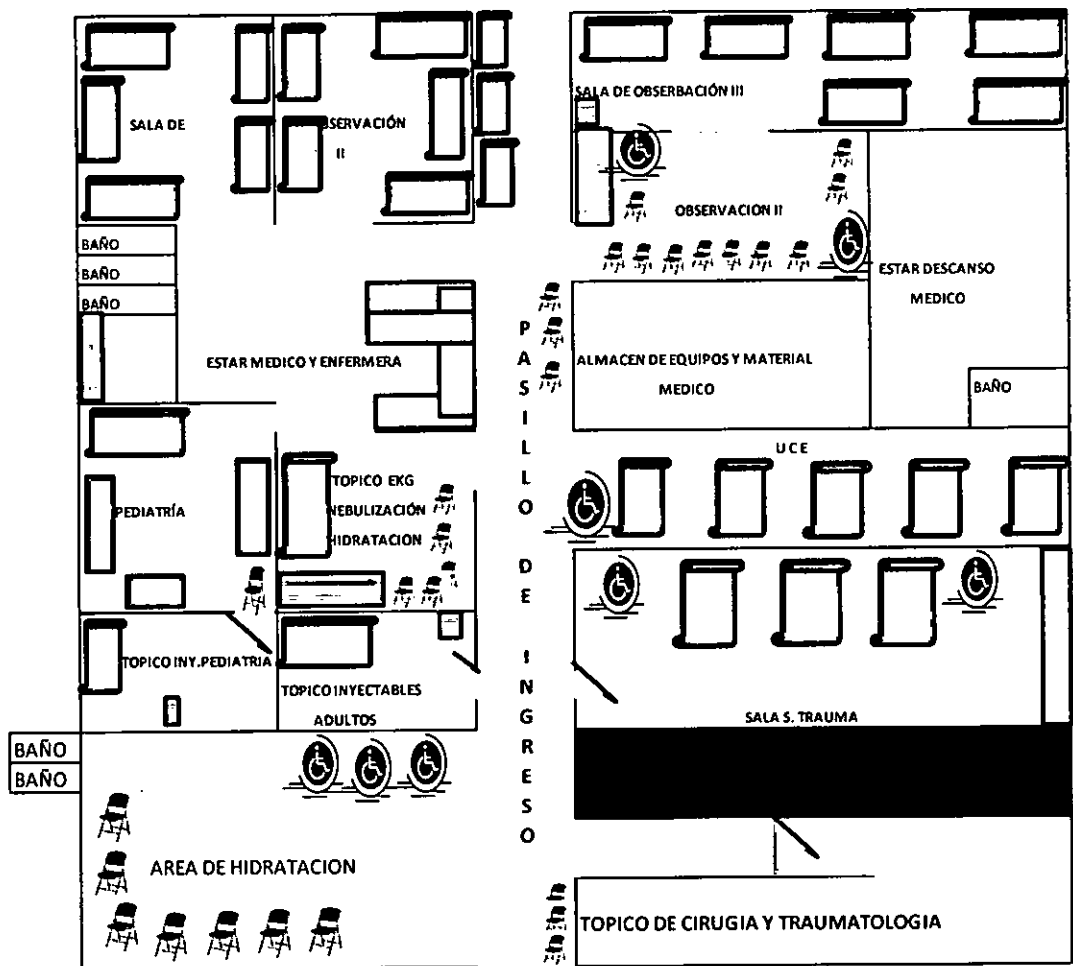 SALA DE
SERVACIÓN
II
BAÑO
BAÑO
BAÑO
ESTAR MEDICO Y ENFERMERA
PEDIATRÍA
TOPICO EKG
NEBULIZACIÓN
HIDRATACION
TOPICO INY.PEDIATRIA
TOPICO INYECTABLES
ADULTOS
BAÑO
BAÑO
AREA DE HIDRATACION
PASILLO DE INGRESO
SALA DE OBSERBACIÓN III
OBSERVACION II
ESTAR DESCANSO
MEDICO
ALMACEN DE EQUIPOS Y MATERIAL
MEDICO
BAÑO
UCE
SALA S. TRAUMA
TOPICO DE CIRUGIA Y TRAUMATOLOGIA